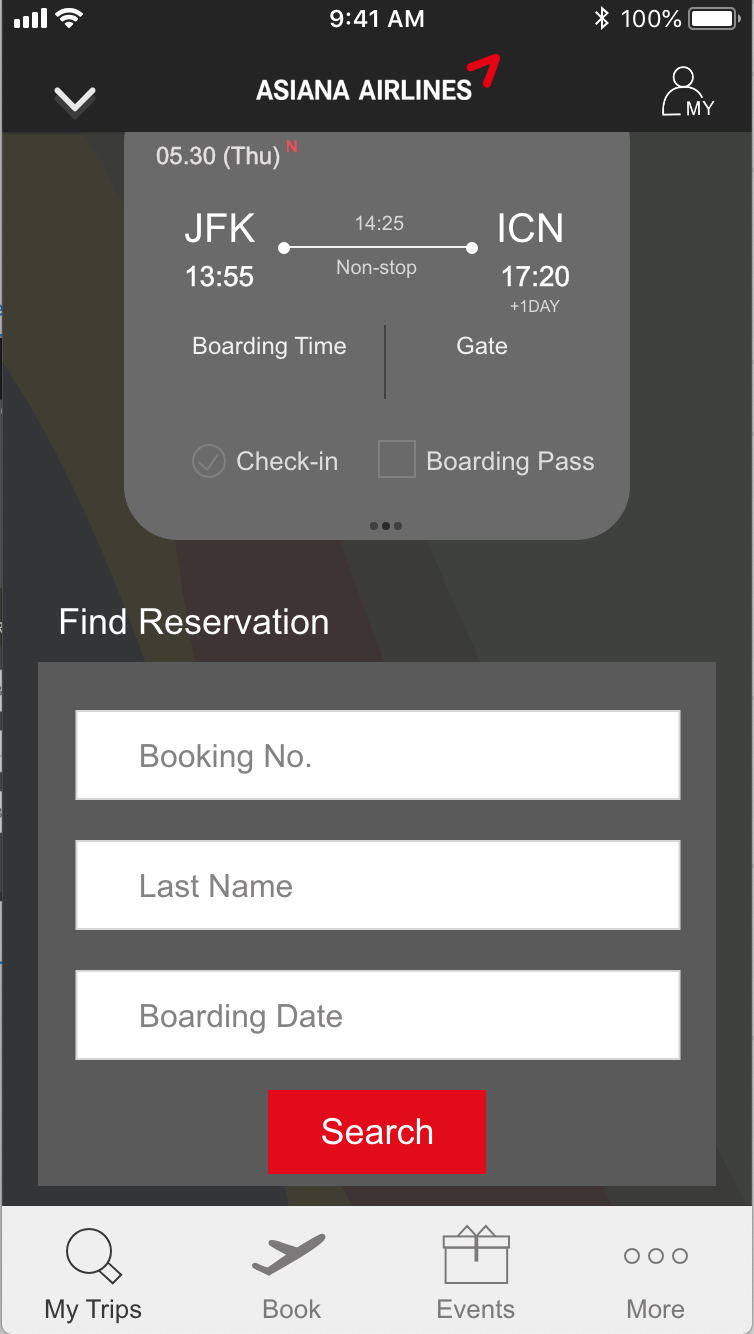 9:41 AM
100%
ASIANA AIRLINES
MY
05.30 (Thu) N
JFK 14:25 ICN
13:55 Non-stop 17:20
+1DAY
Boarding Time Gate
Check-in Boarding Pass
Find Reservation
Booking No.
Last Name
Boarding Date
Search
My Trips Book Events More